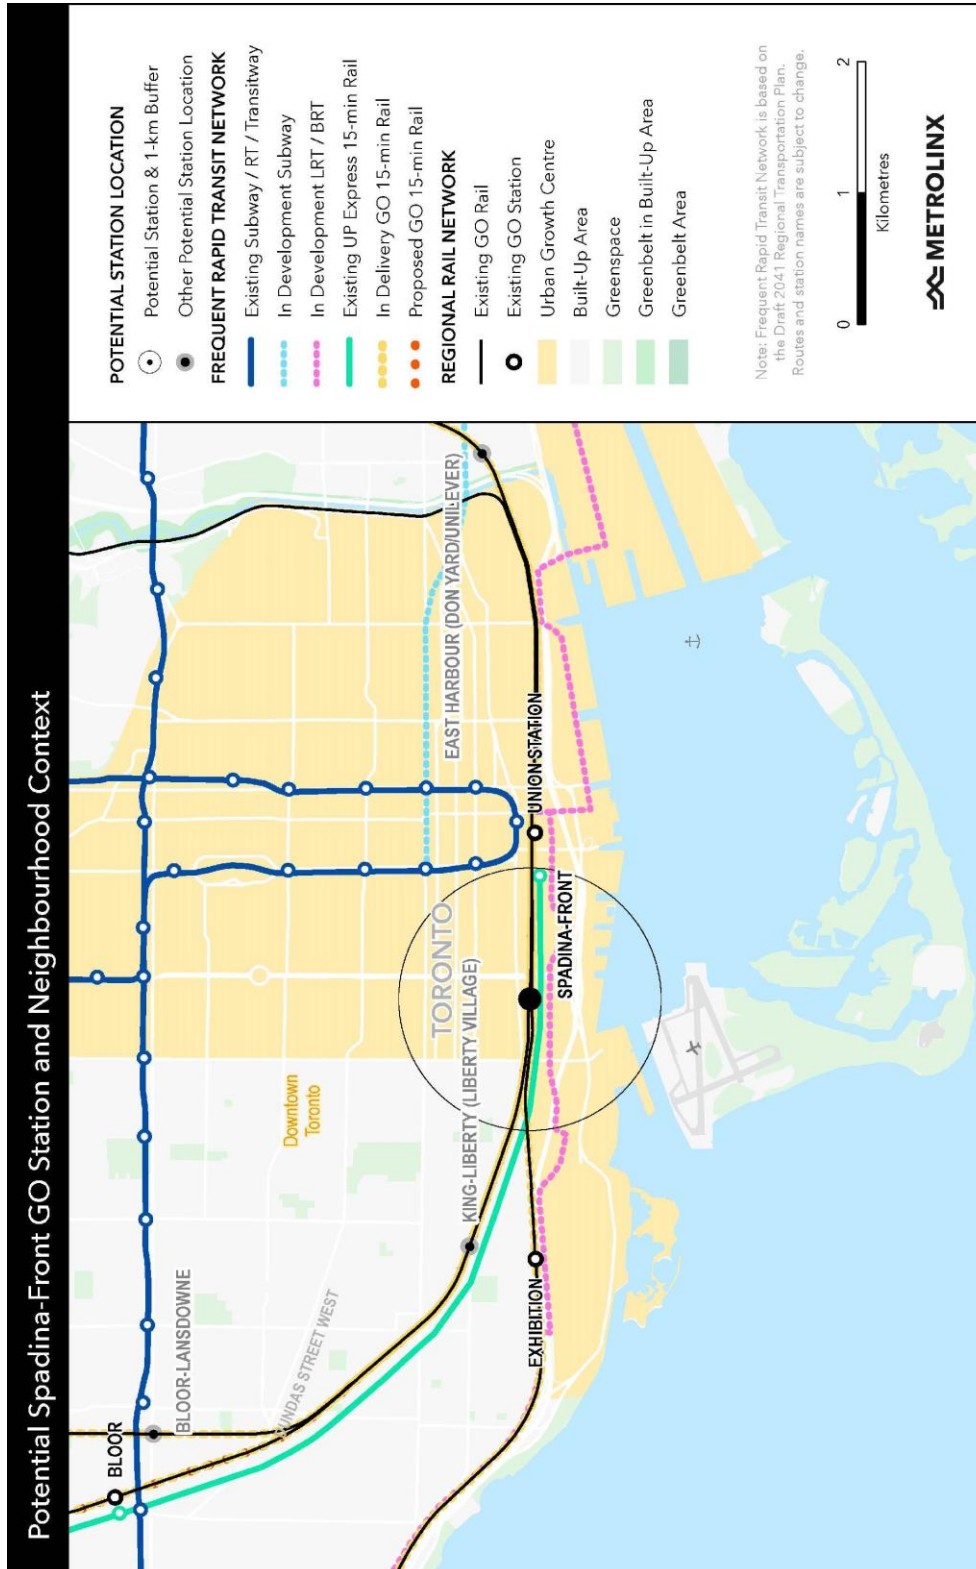 Potential Spadina-Front GO Station and Neighbourhood Context
BLOOR
BLOOR-LANSDOWNE
UNDAS STREET WEST
Downtown
Toronto
KING-LIBERTY (LIBERTY VILLAGE)
EXHIBITION
TORONTO
SPADINA-FRONT
UNION STATION
EAST HARBOUR (DON YARD/UNILEVER)
POTENTIAL STATION LOCATION
Potential Station & 1-km Buffer
Other Potential Station Location
FREQUENT RAPID TRANSIT NETWORK
Existing Subway / RT / Transitway
In Development Subway
In Development LRT / BRT
Existing UP Express 15-min Rail
In Delivery GO 15-min Rail
Proposed GO 15-min Rail
REGIONAL RAIL NETWORK
Existing GO Rail
Existing GO Station
Urban Growth Centre
Built-Up Area
Greenspace
Greenbelt in Built-Up Area
Greenbelt Area
Note: Frequent Rapid Transit Network is based on
the Draft 2041 Regional Transportation Plan.
Routes and station names are subject to change.
0 1 2
Kilometres
METROLINX